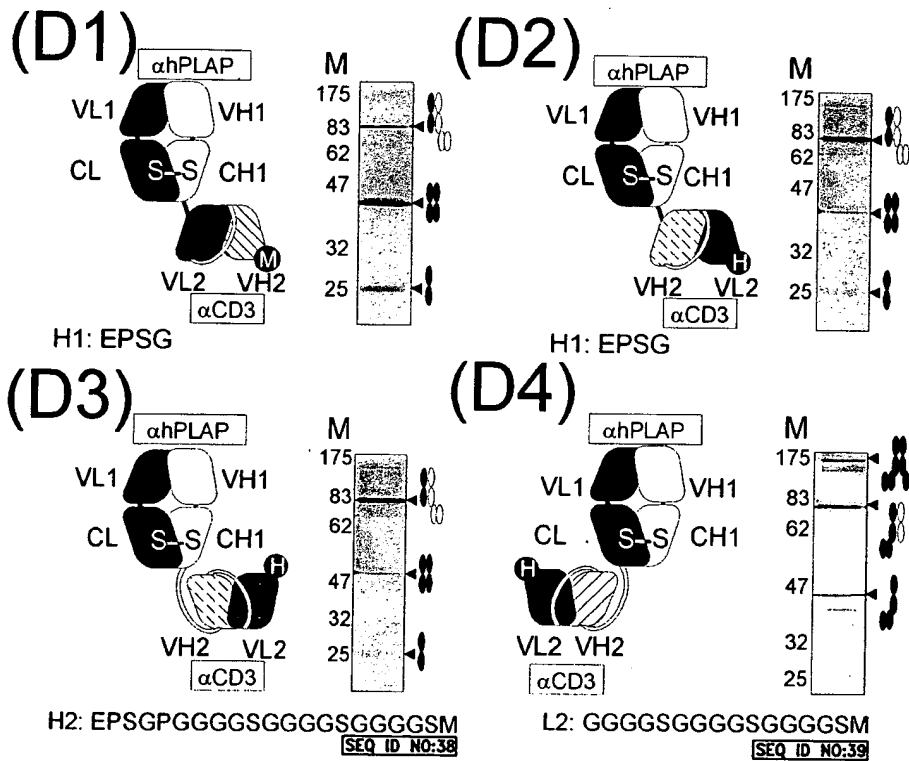 (D1)
αhPLAP
VL1
VH1
CL
S-S
CH1
M
VL2
VH2
αCD3
H1: EPSG
M
175
83
62
47
32
25
(D2)
αhPLAP
VL1
VH1
CL
S-S
CH1
H
VH2
VL2
αCD3
H1: EPSG
M
175
83
62
47
32
25
(D3)
αhPLAP
VL1
VH1
CL
S-S
CH1
H
VH2
VL2
αCD3
M
175
83
62
47
32
25
H2: EPSGPGGGGSGGGGSGGGGSM
SEQ ID NO:38
(D4)
αhPLAP
VL1
VH1
CL
S-S
CH1
H
VL2
VH2
αCD3
M
175
83
62
47
32
25
L2: GGGGSGGGGSGGGGSM
SEQ ID NO:39